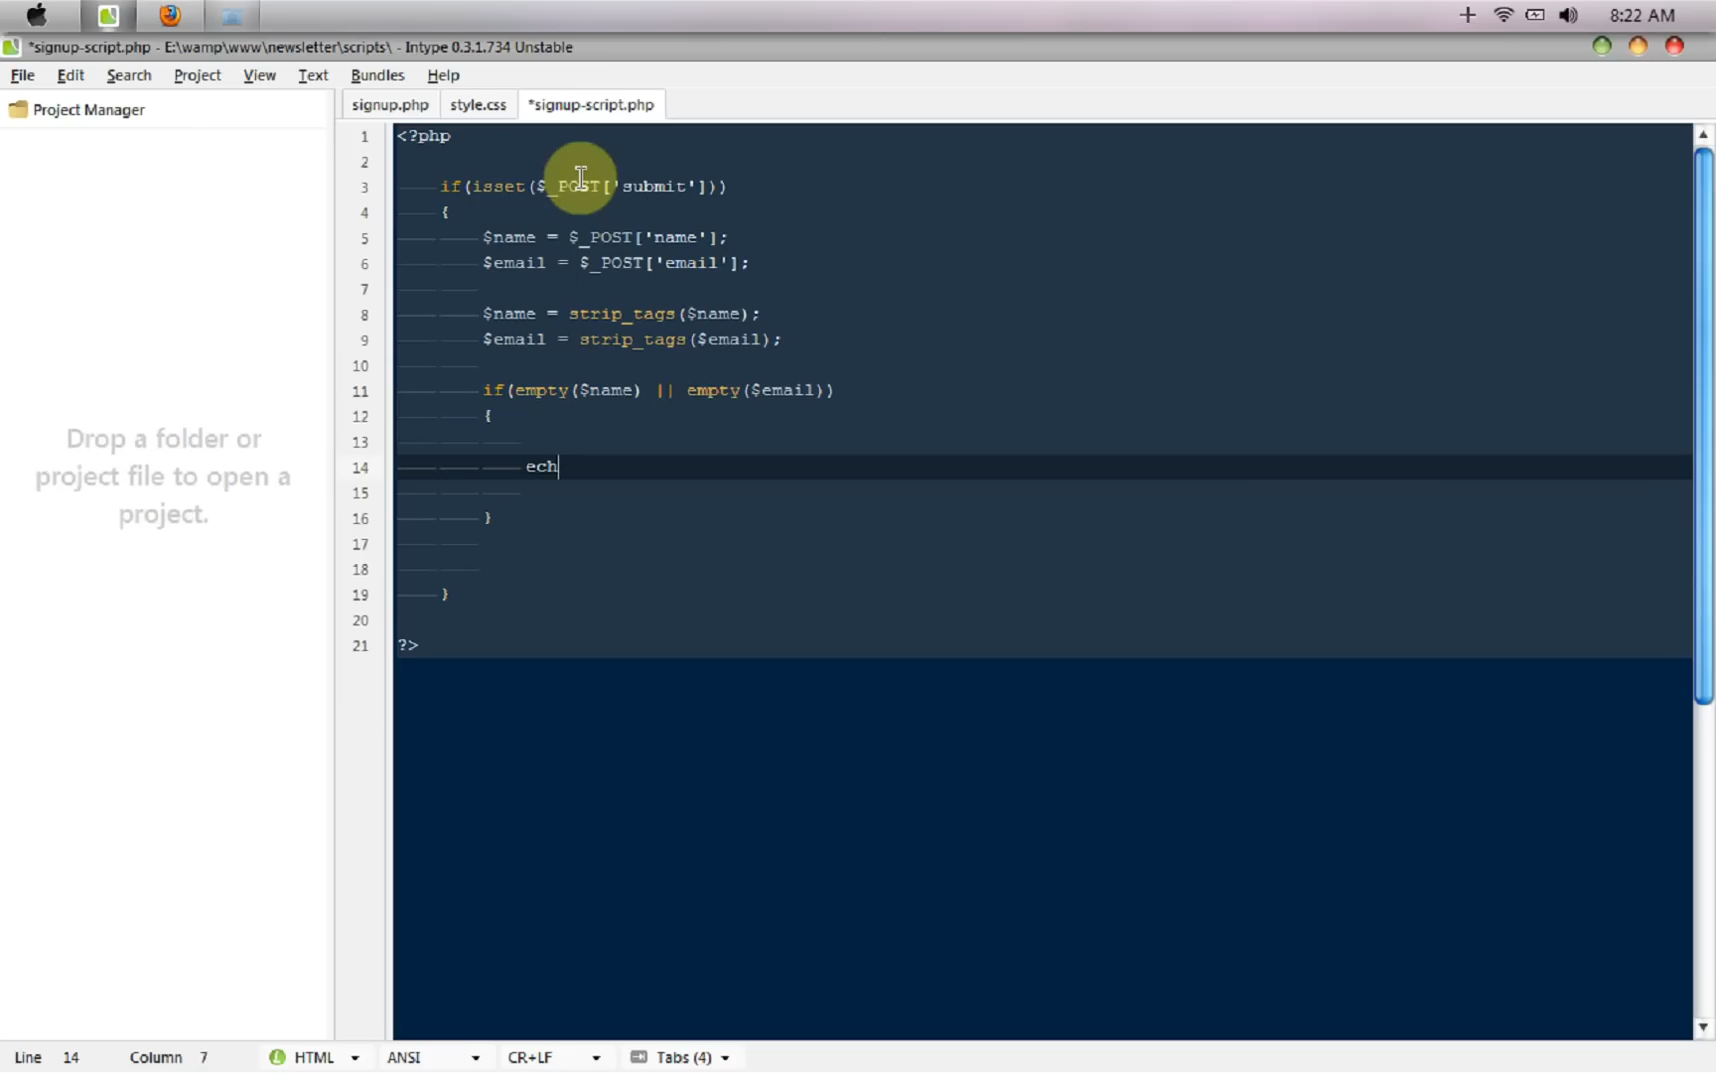 8:22 AM
*signup-script.php - E:\wamp\www\newsletter\scripts\ - Intype 0.3.1.734 Unstable
File Edit Search Project View Text Bundles Help
Project Manager
signup.php style.css *signup-script.php
1 <?php
2
3 if(isset($_POST['submit']))
4 {
5 $name = $_POST['name'];
6 $email = $_POST['email'];
7
8 $name = strip_tags($name);
9 $email = strip_tags($email);
10
11 if(empty($name) || empty($email))
12 {
13
14 ech
15
16 }
17
18
19 }
20
21 ?>
Drop a folder or
project file to open a
project.
Line 14 Column 7 HTML ANSI CR+LF Tabs (4)